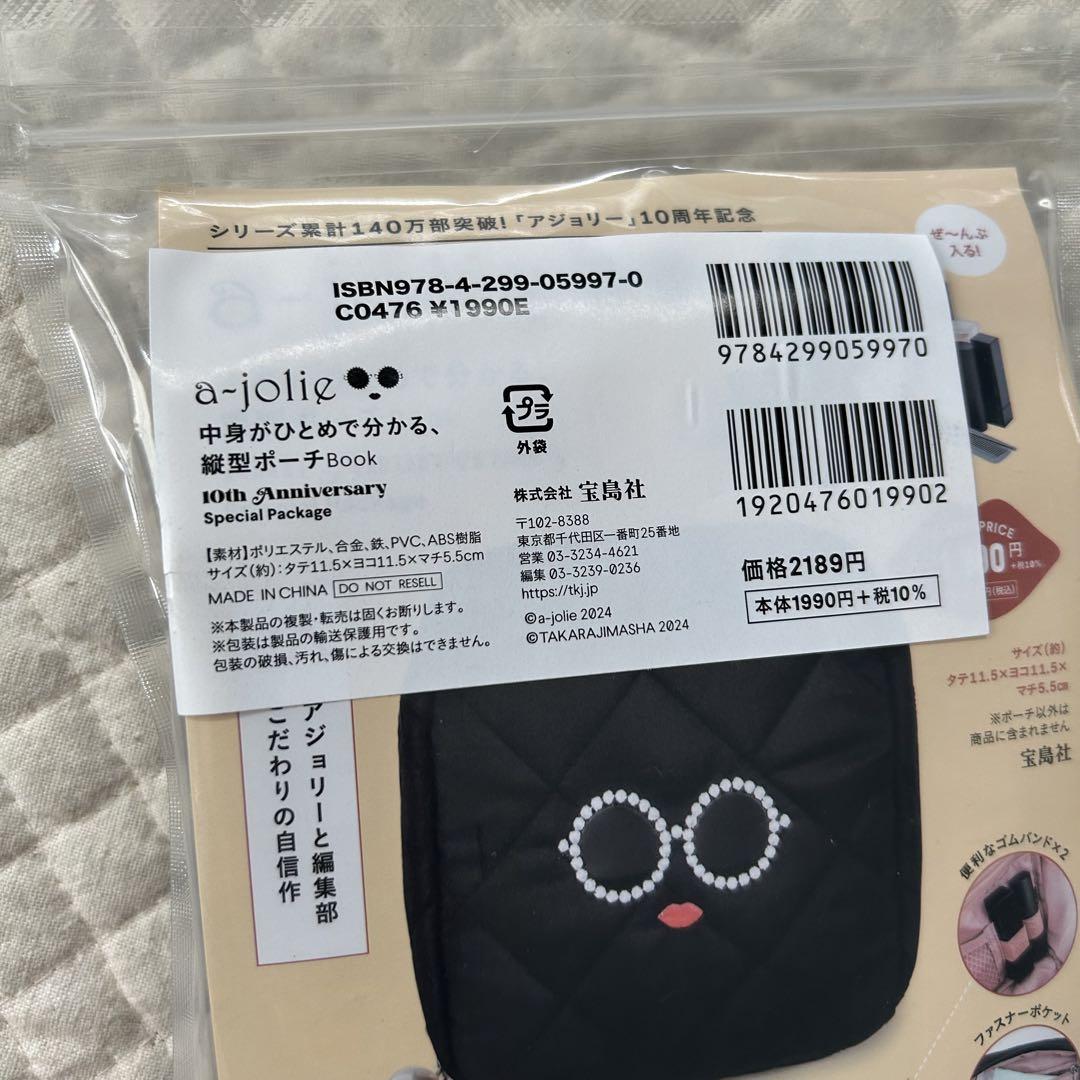 シリーズ累計140万部突破!「アジョリー」10周年記念
ぜ〜んぶ
入る!
ISBN978-4-299-05997-0
C0476 ¥1990E
9784299059970
a-jolie
中身がひとめで分かる、
縦型ポーチBook
10th Anniversary
Special Package
【素材】ポリエステル、合金、鉄、PVC、ABS樹脂
サイズ(約):タテ11.5×ヨコ11.5×マチ5.5cm
MADE IN CHINA DO NOT RESELL
※本製品の複製・転売は固くお断りします。
※包装は製品の輸送保護用です。
包装の破損、汚れ、傷による交換はできません。
プラ
外袋
株式会社 宝島社
〒102-8388
東京都千代田区一番町25番地
営業 03-3234-4621
編集 03-3239-0236
https://tkj.jp
©a-jolie 2024
©TAKARAJIMASHA 2024
1920476019902
価格2189円
本体1990円+税10%
PRICE
90円
+税10%
円(税込)
サイズ(約)
タテ11.5×ヨコ11.5×
マチ5.5cm
※ポーチ以外は
商品に含まれません
宝島社
アジョリーと編集部
こだわりの自信作
便利なゴムバンド×2
ファスナーポケット